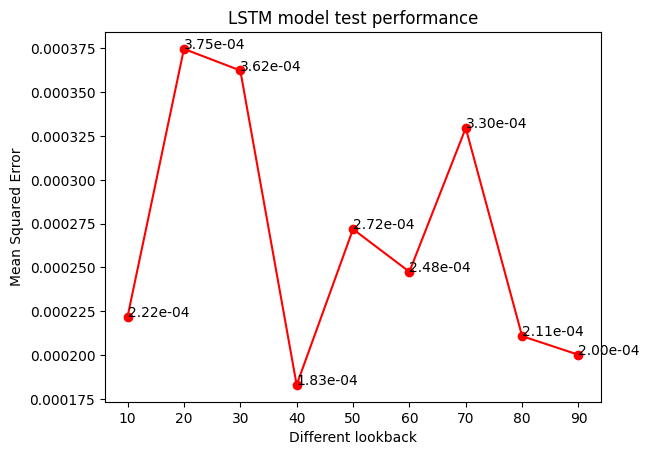 LSTM model test performance
Mean Squared Error
0.000375
0.000350
0.000325
0.000300
0.000275
0.000250
0.000225
0.000200
0.000175
2.22e-04
3.75e-04
3.62e-04
1.83e-04
2.72e-04
2.48e-04
3.30e-04
2.11e-04
2.00e-04
10 20 30 40 50 60 70 80 90
Different lookback